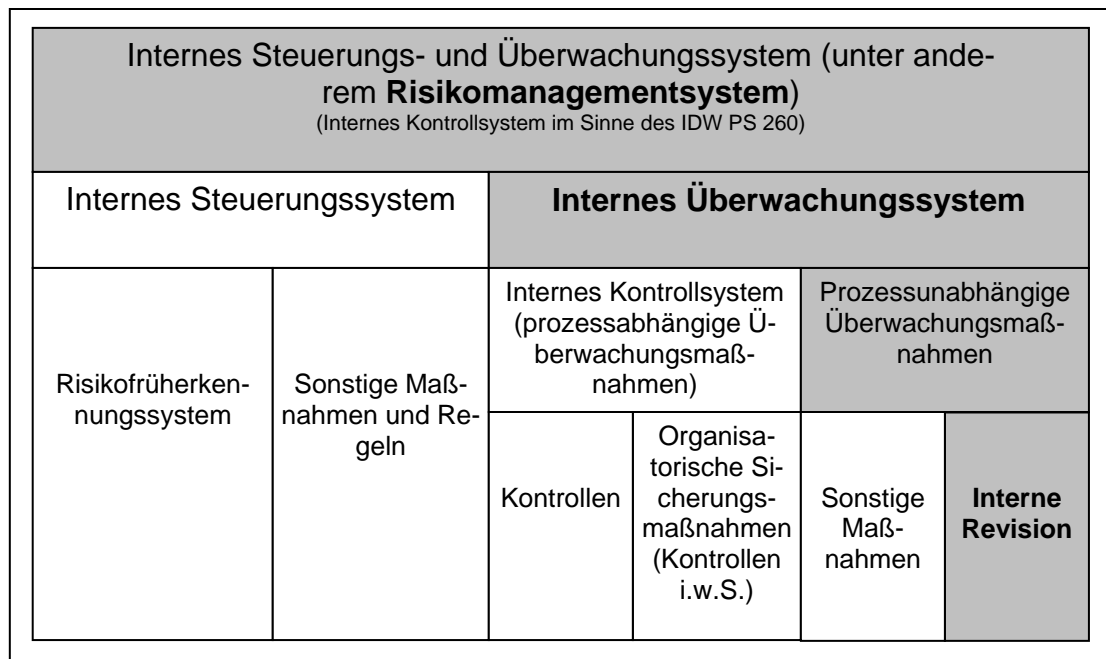 Internes Steuerungs- und Überwachungssystem (unter ande-
rem Risikomanagementsystem)
(Internes Kontrollsystem im Sinne des IDW PS 260)
Internes Steuerungssystem
Internes Überwachungssystem
Risikofrüherken-
nungssystem
Sonstige Maß-
nahmen und Re-
geln
Internes Kontrollsystem
(prozessabhängige Ü-
berwachungsmaß-
nahmen)
Prozessunabhängige
Überwachungsmaß-
nahmen
Kontrollen
Organisa-
torische Si-
cherungs-
maßnahmen
(Kontrollen
i.w.S.)
Sonstige
Maß-
nahmen
Interne
Revision